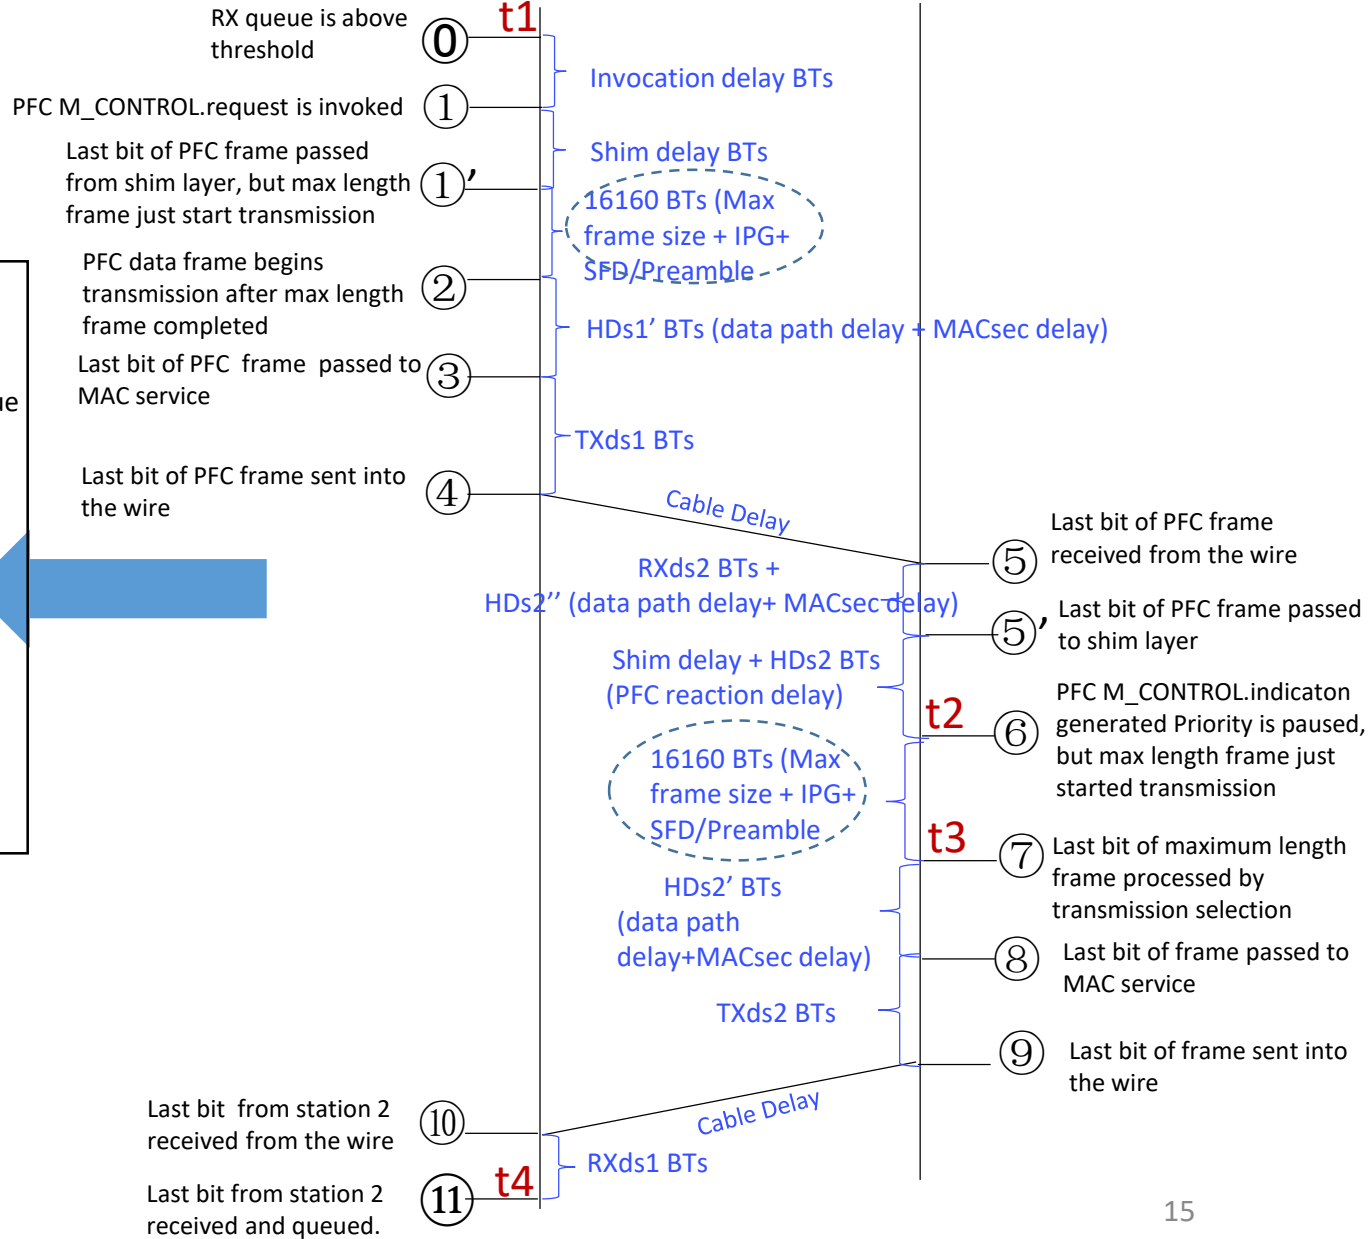 t1
RX queue is above
threshold
0
Invocation delay BTs
PFC M_CONTROL.request is invoked
1
Last bit of PFC frame passed
from shim layer, but max length
frame just start transmission
1’
Shim delay BTs
16160 BTs (Max
frame size + IPG+
SFD/Preamble
PFC data frame begins
transmission after max length
frame completed
2
HDs1’ BTs (data path delay + MACsec delay)
Last bit of PFC frame passed to
MAC service
3
TXds1 BTs
Last bit of PFC frame sent into
the wire
4
Cable Delay
5
Last bit of PFC frame
received from the wire
RXds2 BTs +
HDs2’’ (data path delay+ MACsec delay)
5’
Last bit of PFC frame passed
to shim layer
Shim delay + HDs2 BTs
(PFC reaction delay)
t2
6
PFC M_CONTROL.indicaton
generated Priority is paused,
but max length frame just
started transmission
16160 BTs (Max
frame size + IPG+
SFD/Preamble
t3
7
Last bit of maximum length
frame processed by
transmission selection
HDs2’ BTs
(data path
delay+MACsec delay)
8
Last bit of frame passed to
MAC service
TXds2 BTs
9
Last bit of frame sent into
the wire
Cable Delay
Last bit from station 2
received from the wire
10
RXds1 BTs
t4
Last bit from station 2
received and queued.
11
15